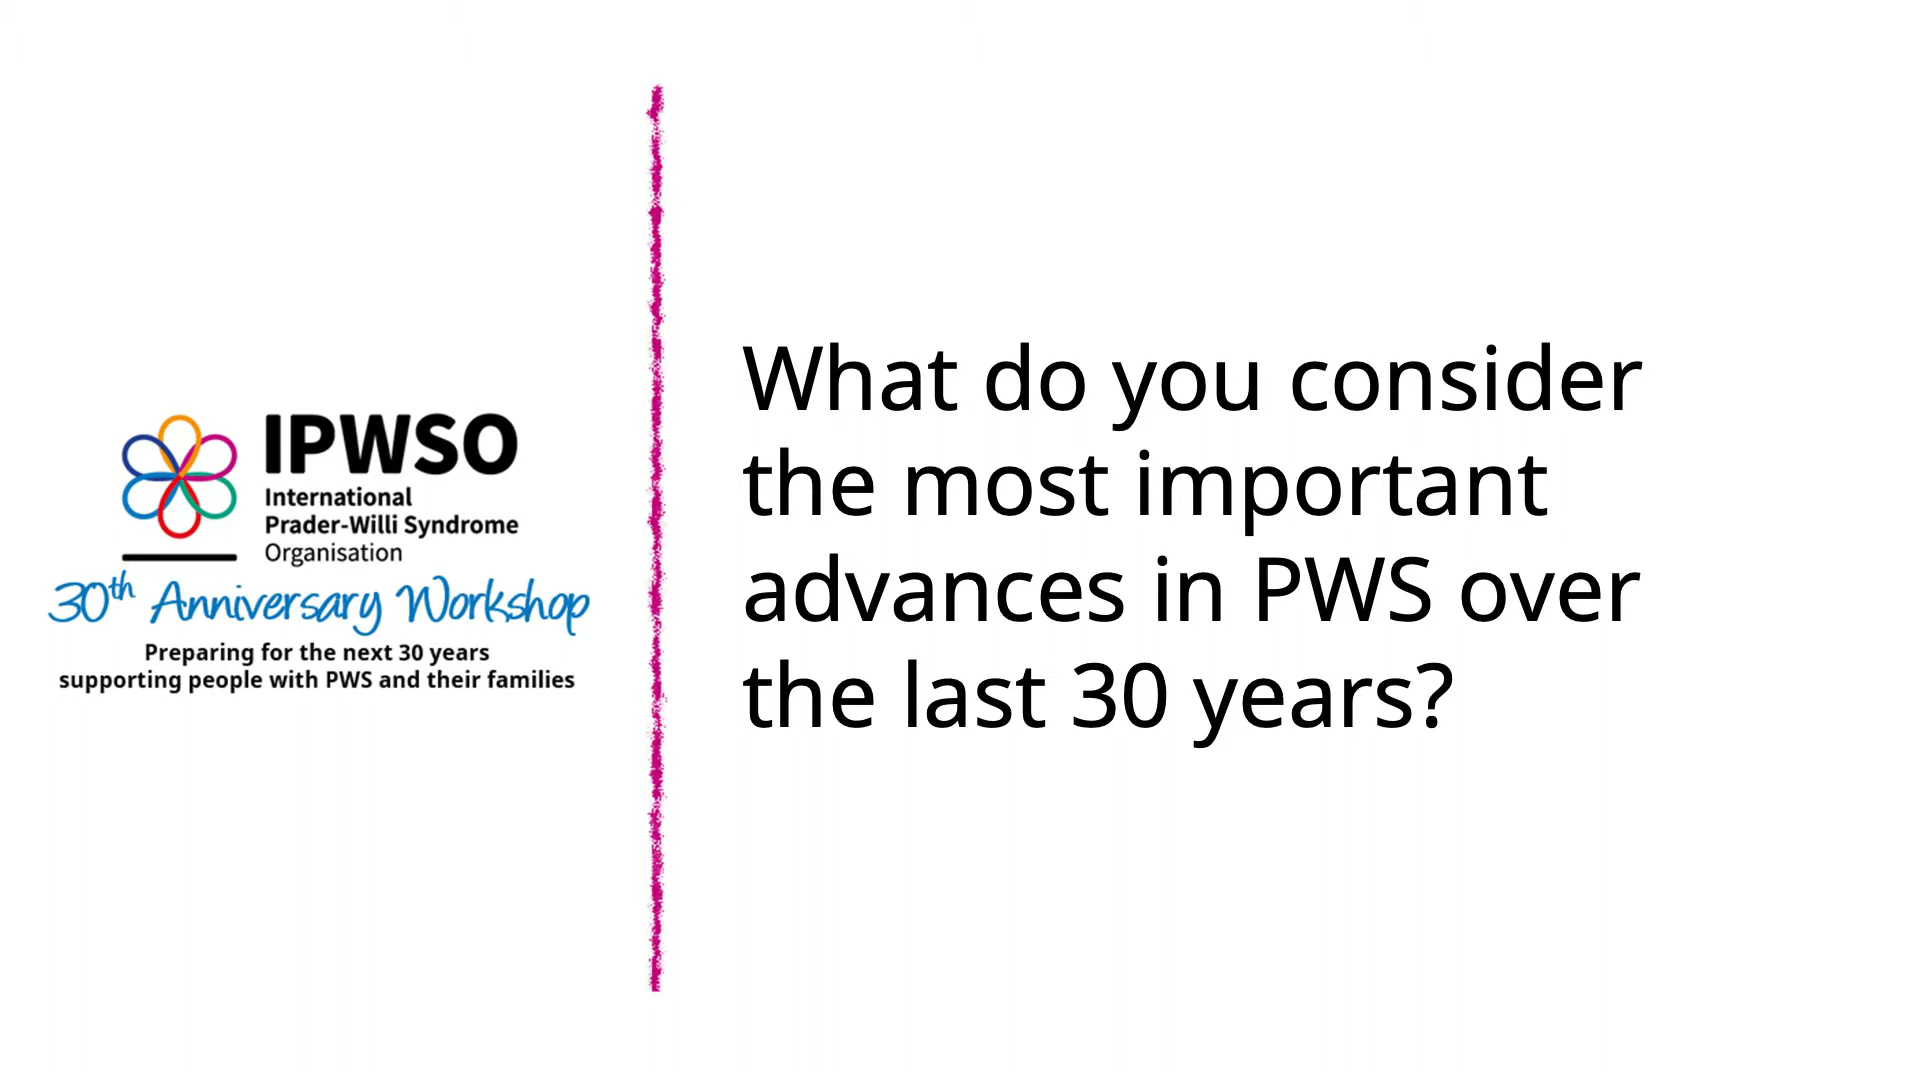 IPWSO
International
Prader-Willi Syndrome
Organisation
30th Anniversary Workshop
Preparing for the next 30 years
supporting people with PWS and their families
What do you consider
the most important
advances in PWS over
the last 30 years?